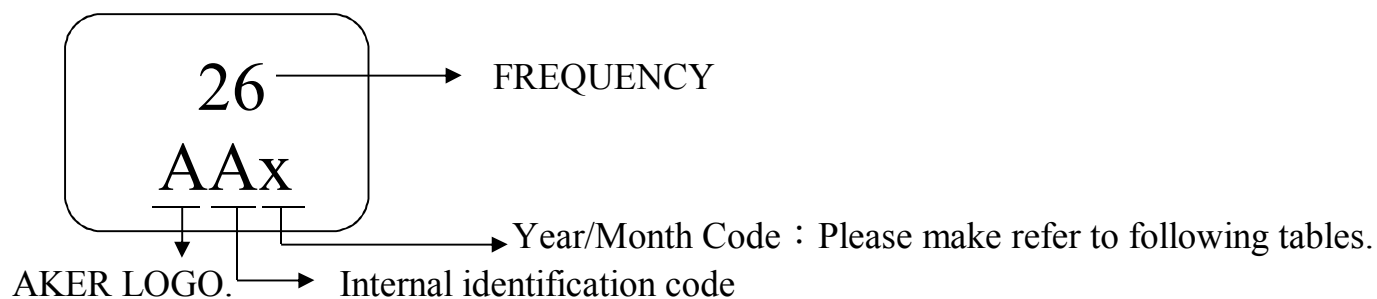 26 FREQUENCY
AAx
Year/Month Code：Please make refer to following tables.
AKER LOGO. Internal identification code